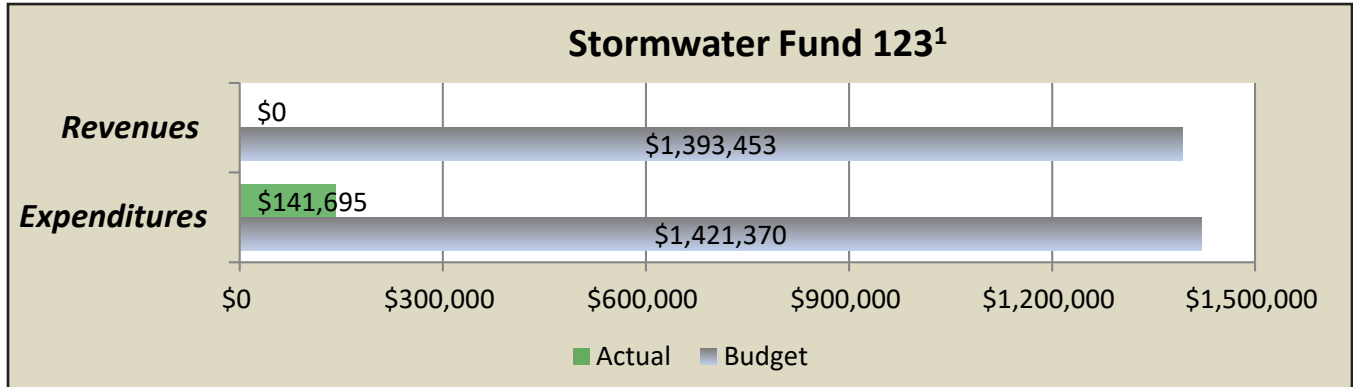 Stormwater Fund 123¹
Revenues
$0
$1,393,453
Expenditures
$141,695
$1,421,370
$0 $300,000 $600,000 $900,000 $1,200,000 $1,500,000
Actual Budget